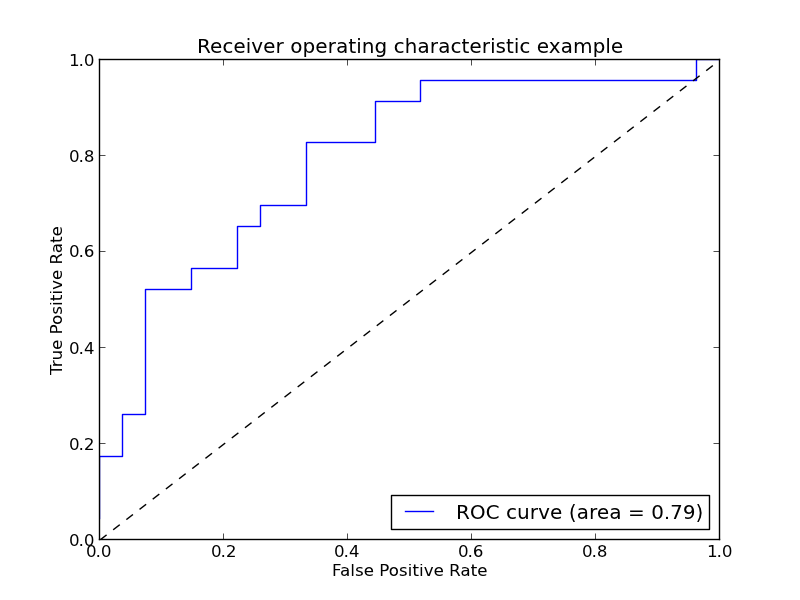 Receiver operating characteristic example
1.0
0.8
0.6
0.4
0.2
0.0
True Positive Rate
ROC curve (area = 0.79)
0.0 0.2 0.4 0.6 0.8 1.0
False Positive Rate